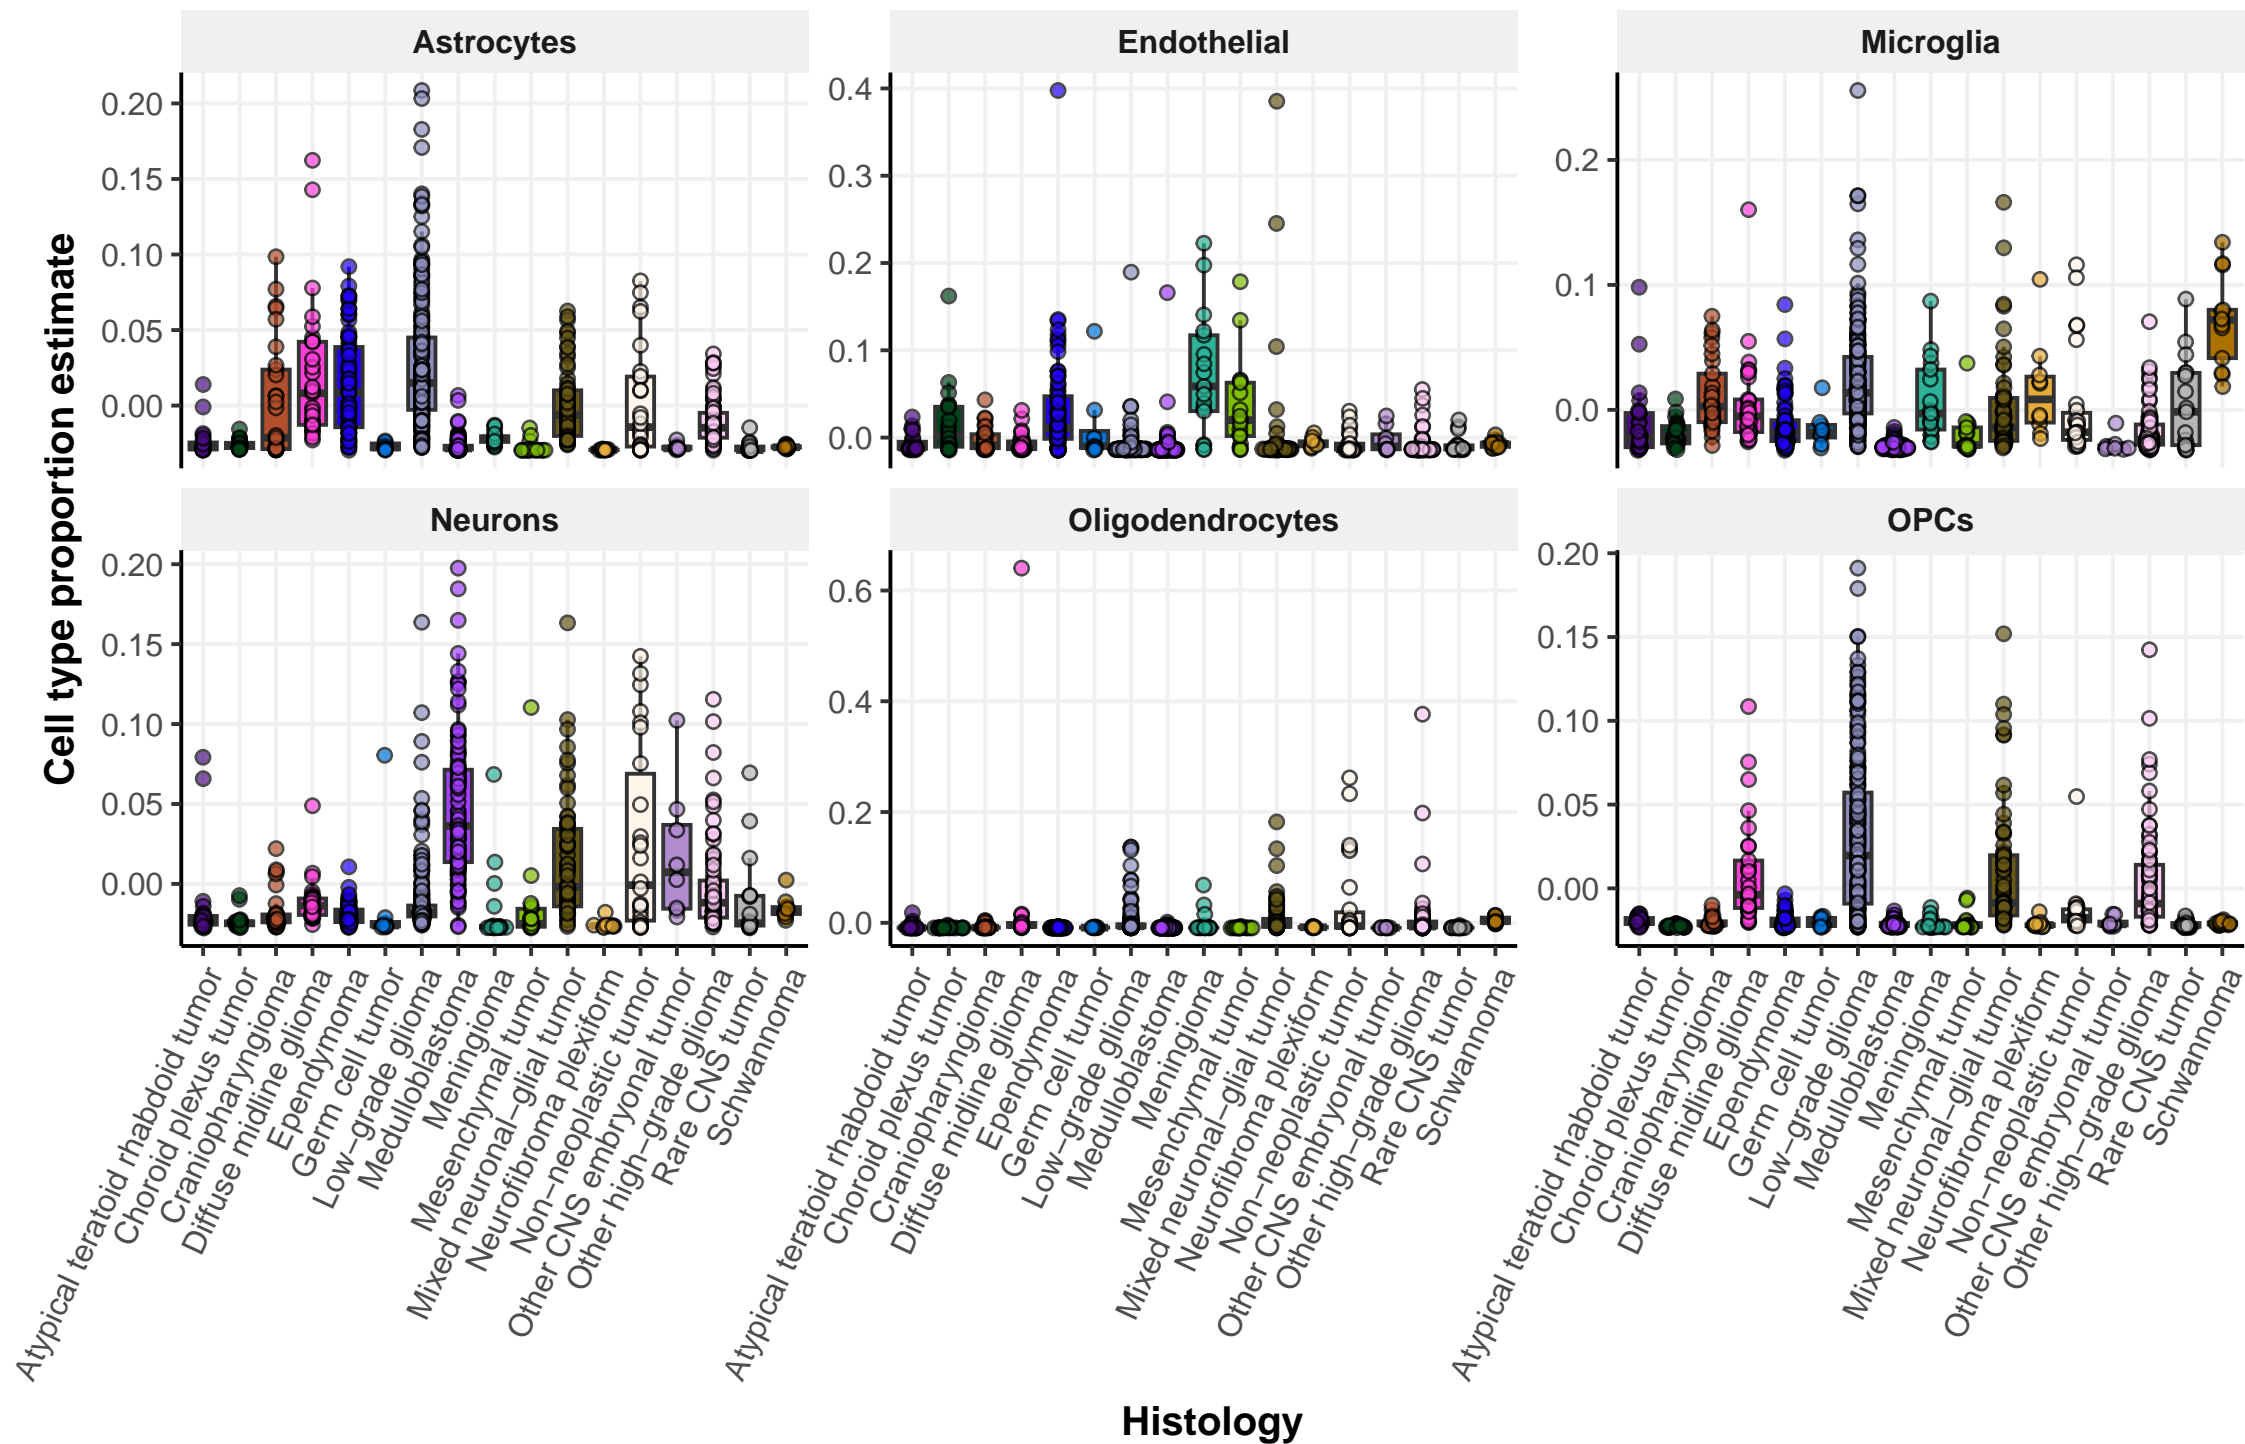 Astrocytes
Endothelial
Microglia
0.20
0.15
0.10
0.05
0.00
0.4
0.3
0.2
0.1
0.0
0.2
0.1
0.0
Cell type proportion estimate
Neurons
Oligodendrocytes
OPCs
0.20
0.15
0.10
0.05
0.00
0.6
0.4
0.2
0.0
0.20
0.15
0.10
0.05
0.00
Atypical teratoid rhabdoid tumor
Choroid plexus tumor
Craniopharyngioma
Diffuse midline glioma
Ependymoma
Germ cell tumor
Low−grade glioma
Medulloblastoma
Meningioma
Mesenchymal tumor
Mixed neuronal−glial tumor
Neurofibroma plexiform
Non−neoplastic tumor
Other CNS embryonal tumor
Other high−grade glioma
Rare CNS tumor
Schwannoma
Atypical teratoid rhabdoid tumor
Choroid plexus tumor
Craniopharyngioma
Diffuse midline glioma
Ependymoma
Germ cell tumor
Low−grade glioma
Medulloblastoma
Meningioma
Mesenchymal tumor
Mixed neuronal−glial tumor
Neurofibroma plexiform
Non−neoplastic tumor
Other CNS embryonal tumor
Other high−grade glioma
Rare CNS tumor
Schwannoma
Atypical teratoid rhabdoid tumor
Choroid plexus tumor
Craniopharyngioma
Diffuse midline glioma
Ependymoma
Germ cell tumor
Low−grade glioma
Medulloblastoma
Meningioma
Mesenchymal tumor
Mixed neuronal−glial tumor
Neurofibroma plexiform
Non−neoplastic tumor
Other CNS embryonal tumor
Other high−grade glioma
Rare CNS tumor
Schwannoma
Histology